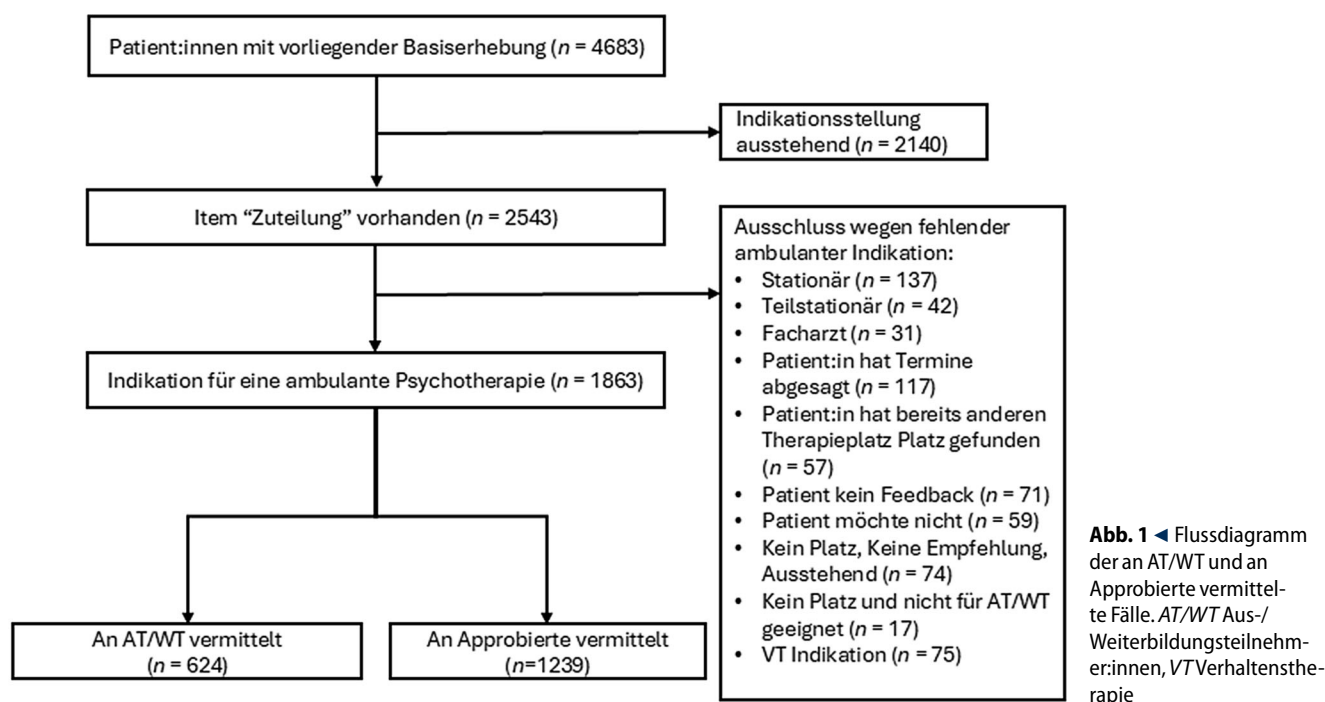 Patient:innen mit vorliegender Basiserhebung (n = 4683)
Indikationsstellung
ausstehend (n = 2140)
Item “Zuteilung” vorhanden (n = 2543)
Ausschluss wegen fehlender
ambulanter Indikation:
• Stationär (n = 137)
• Teilstationär (n = 42)
• Facharzt (n = 31)
• Patient:in hat Termine
abgesagt (n = 117)
• Patient:in hat bereits anderen
Therapieplatz Platz gefunden
(n = 57)
• Patient kein Feedback (n = 71)
• Patient möchte nicht (n = 59)
• Kein Platz, Keine Empfehlung,
Ausstehend (n = 74)
• Kein Platz und nicht für AT/WT
geeignet (n = 17)
• VT Indikation (n = 75)
Indikation für eine ambulante Psychotherapie (n = 1863)
An AT/WT vermittelt
(n = 624)
An Approbierte vermittelt
(n=1239)
Abb. 1 ◄ Flussdiagramm
der an AT/WT und an
Approbierte vermittel-
te Fälle. AT/WT Aus-/
Weiterbildungsteilnehm-
er:innen, VT Verhaltensthe-
rapie